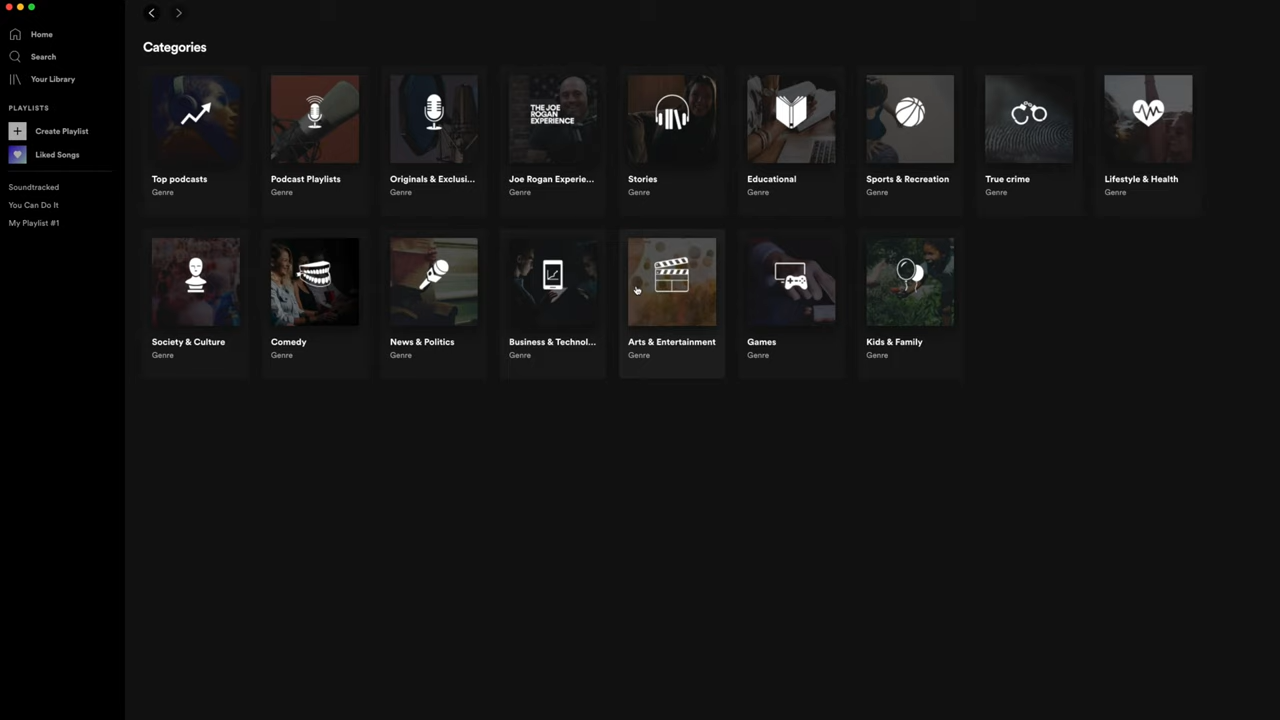 Home
Search
Your Library
PLAYLISTS
Create Playlist
Liked Songs
Soundtracked
You Can Do It
My Playlist #1
Categories
THE JOE
ROGAN
EXPERIENCE
Top podcasts
Genre
Podcast Playlists
Genre
Originals & Exclusi...
Genre
Joe Rogan Experie...
Genre
Stories
Genre
Educational
Genre
Sports & Recreation
Genre
True crime
Genre
Lifestyle & Health
Genre
Society & Culture
Genre
Comedy
Genre
News & Politics
Genre
Business & Technol...
Genre
Arts & Entertainment
Genre
Games
Genre
Kids & Family
Genre